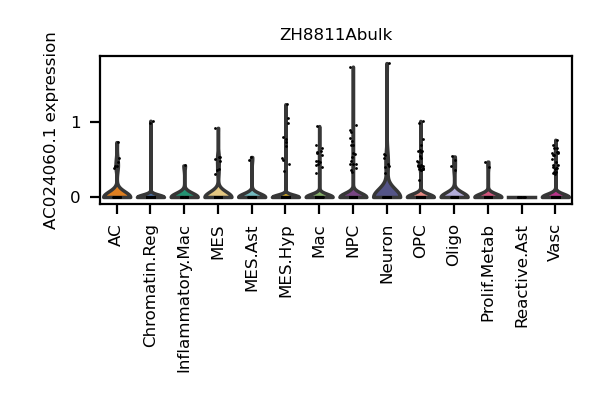 ZH8811Abulk
AC024060.1 expression
1
0
AC
Chromatin.Reg
Inflammatory.Mac
MES
MES.Ast
MES.Hyp
Mac
NPC
Neuron
OPC
Oligo
Prolif.Metab
Reactive.Ast
Vasc